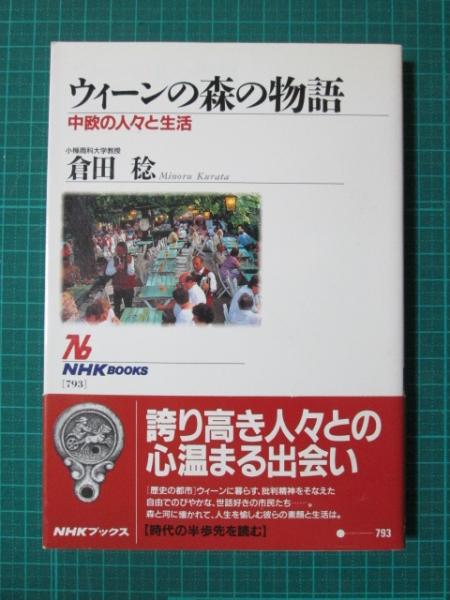 ウィーンの森の物語
中欧の人々と生活
小樽商科大学教授
倉田 稔 Minoru Kurata
NHKBOOKS
[793]
誇り高き人々との
心温まる出会い
[歴史の都市]ウィーンに暮らす、批判精神をそなえた
自由でのびやかな、世話好きの市民たち……。
森と河に懐かれて、人生を愉しむ彼らの素顔と生活は。
NHKブックス
【時代の半歩先を読む】
793